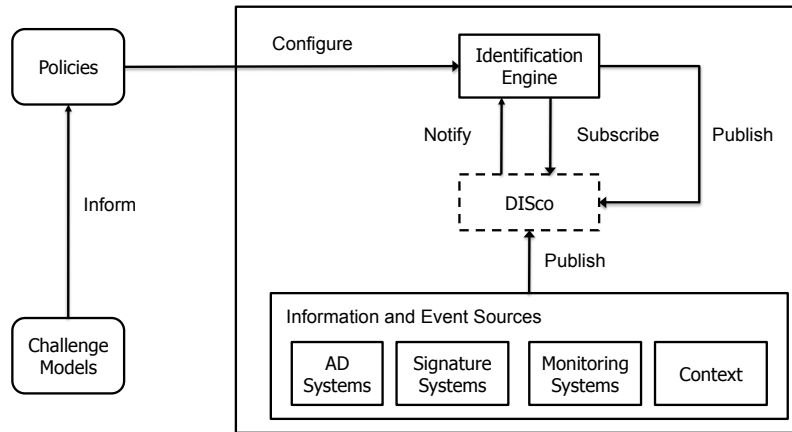 Policies
Configure
Identification
Engine
Notify
Subscribe
Publish
DISco
Inform
Publish
Information and Event Sources
Challenge
Models
AD
Systems
Signature
Systems
Monitoring
Systems
Context